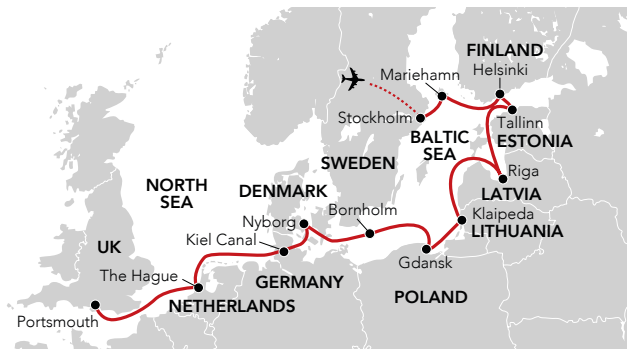 FINLAND
Helsinki
Mariehamn
Stockholm
Tallinn
BALTIC
SEA
ESTONIA
SWEDEN
Riga
LATVIA
NORTH
SEA
DENMARK
Bornholm
Klaipeda
LITHUANIA
Nyborg
Kiel Canal
UK
Gdansk
The Hague
GERMANY
POLAND
NETHERLANDS
Portsmouth